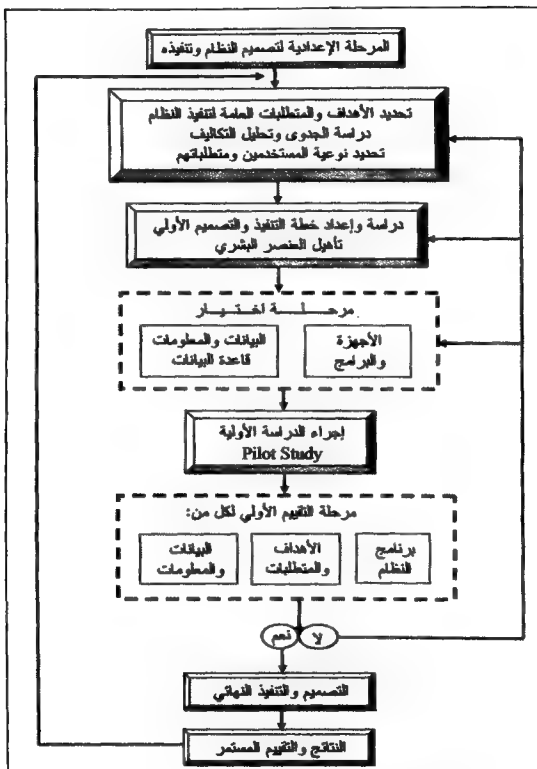 المرحلة الإعدادية لتصميم النظام وتنفيذه
تحديد الأهداف والمتطلبات العامة لتنفيذ النظام
دراسة الجدوى وتحليل التكاليف
تحديد نوعية المستخدمين ومتطلباتهم
دراسة وإعداد خطة التنفيذ والتصميم الأولي
تأهيل العنصر البشري
مرحـــلـــــة اخــتــيــار
الأجهزة
والبرامج
البيانات والمعلومات
قاعدة البيانات
إجراء الدراسة الأولية
Pilot Study
مرحلة التقييم الأولي لكل من:
برنامج
النظام
الأهداف
والمتطلبات
البيانات
والمعلومات
لا
نعم
التصميم والتنفيذ النهائي
النتائج والتقييم المستمر